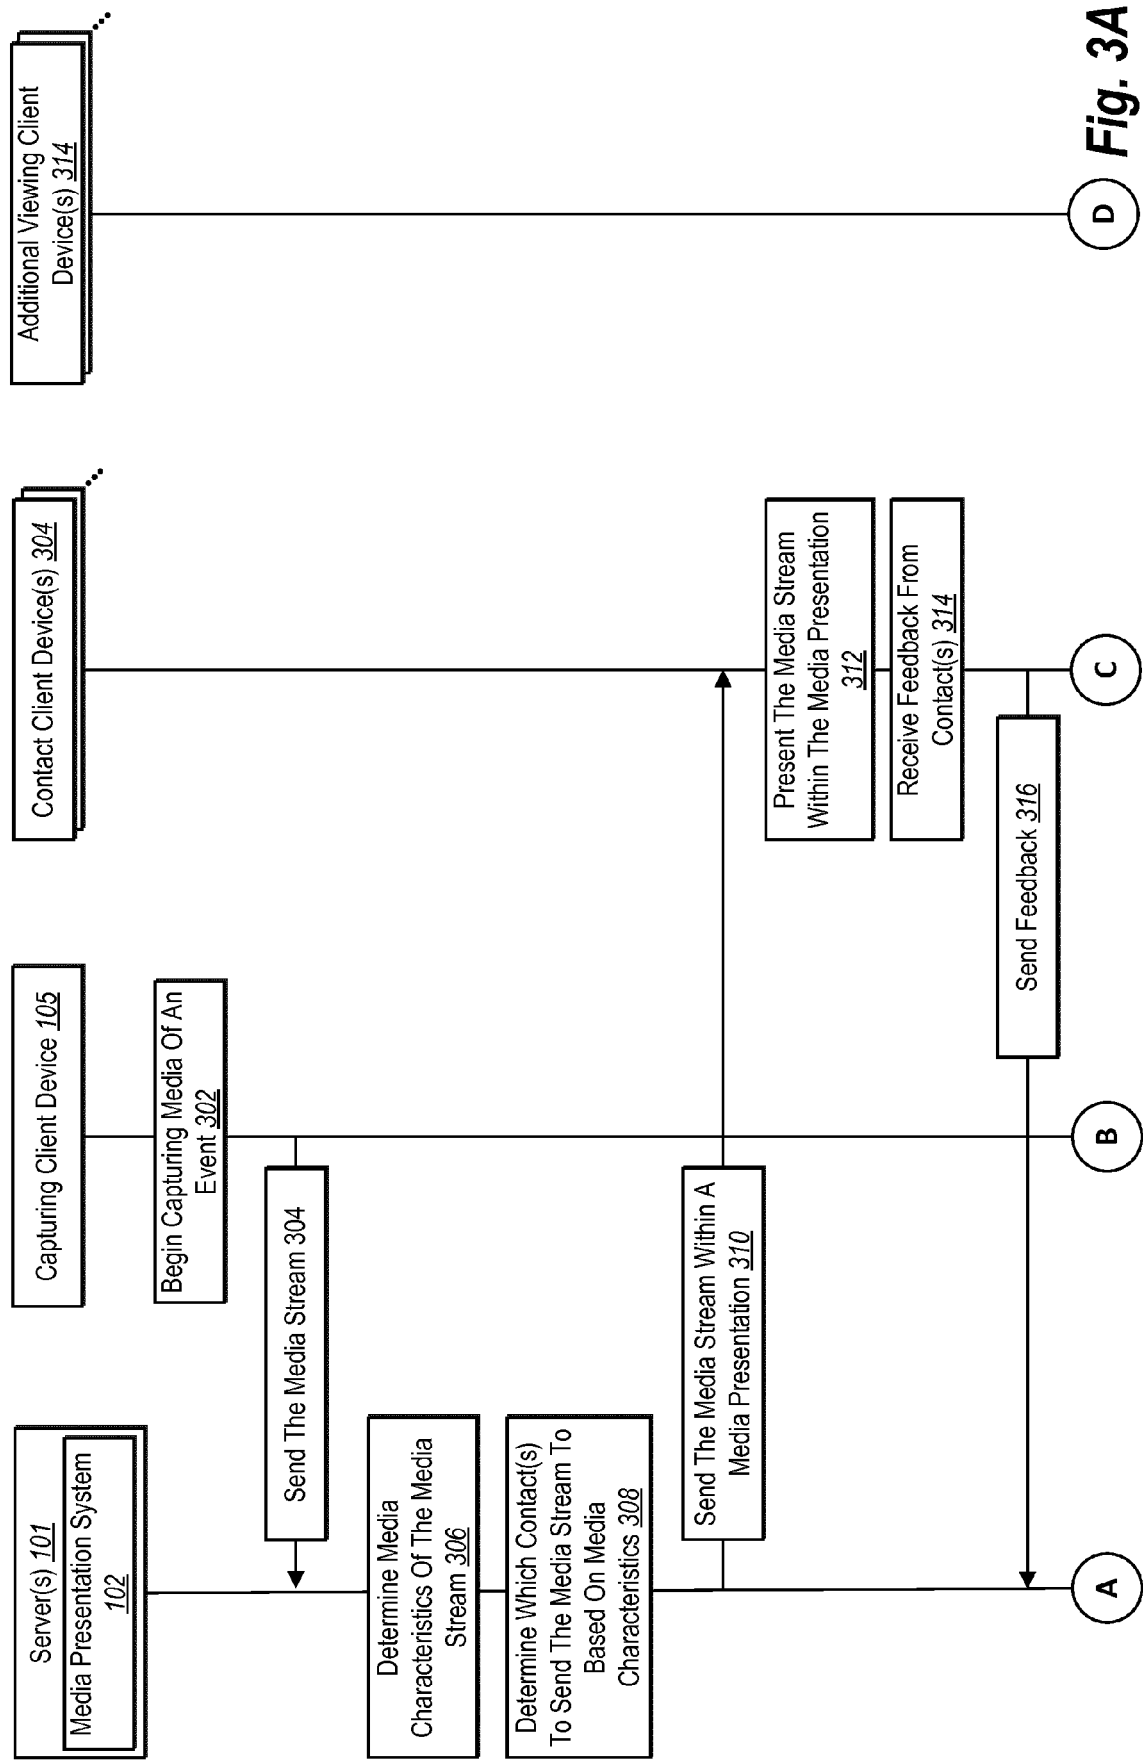 Server(s) 101
Media Presentation System
102
Capturing Client Device 105
Contact Client Device(s) 304
Additional Viewing Client
Device(s) 314
Begin Capturing Media Of An
Event 302
Send The Media Stream 304
Determine Media
Characteristics Of The Media
Stream 306
Determine Which Contact(s)
To Send The Media Stream To
Based On Media
Characteristics 308
Send The Media Stream Within A
Media Presentation 310
Present The Media Stream
Within The Media Presentation
312
Receive Feedback From
Contact(s) 314
Send Feedback 316
A
B
C
D
Fig. 3A